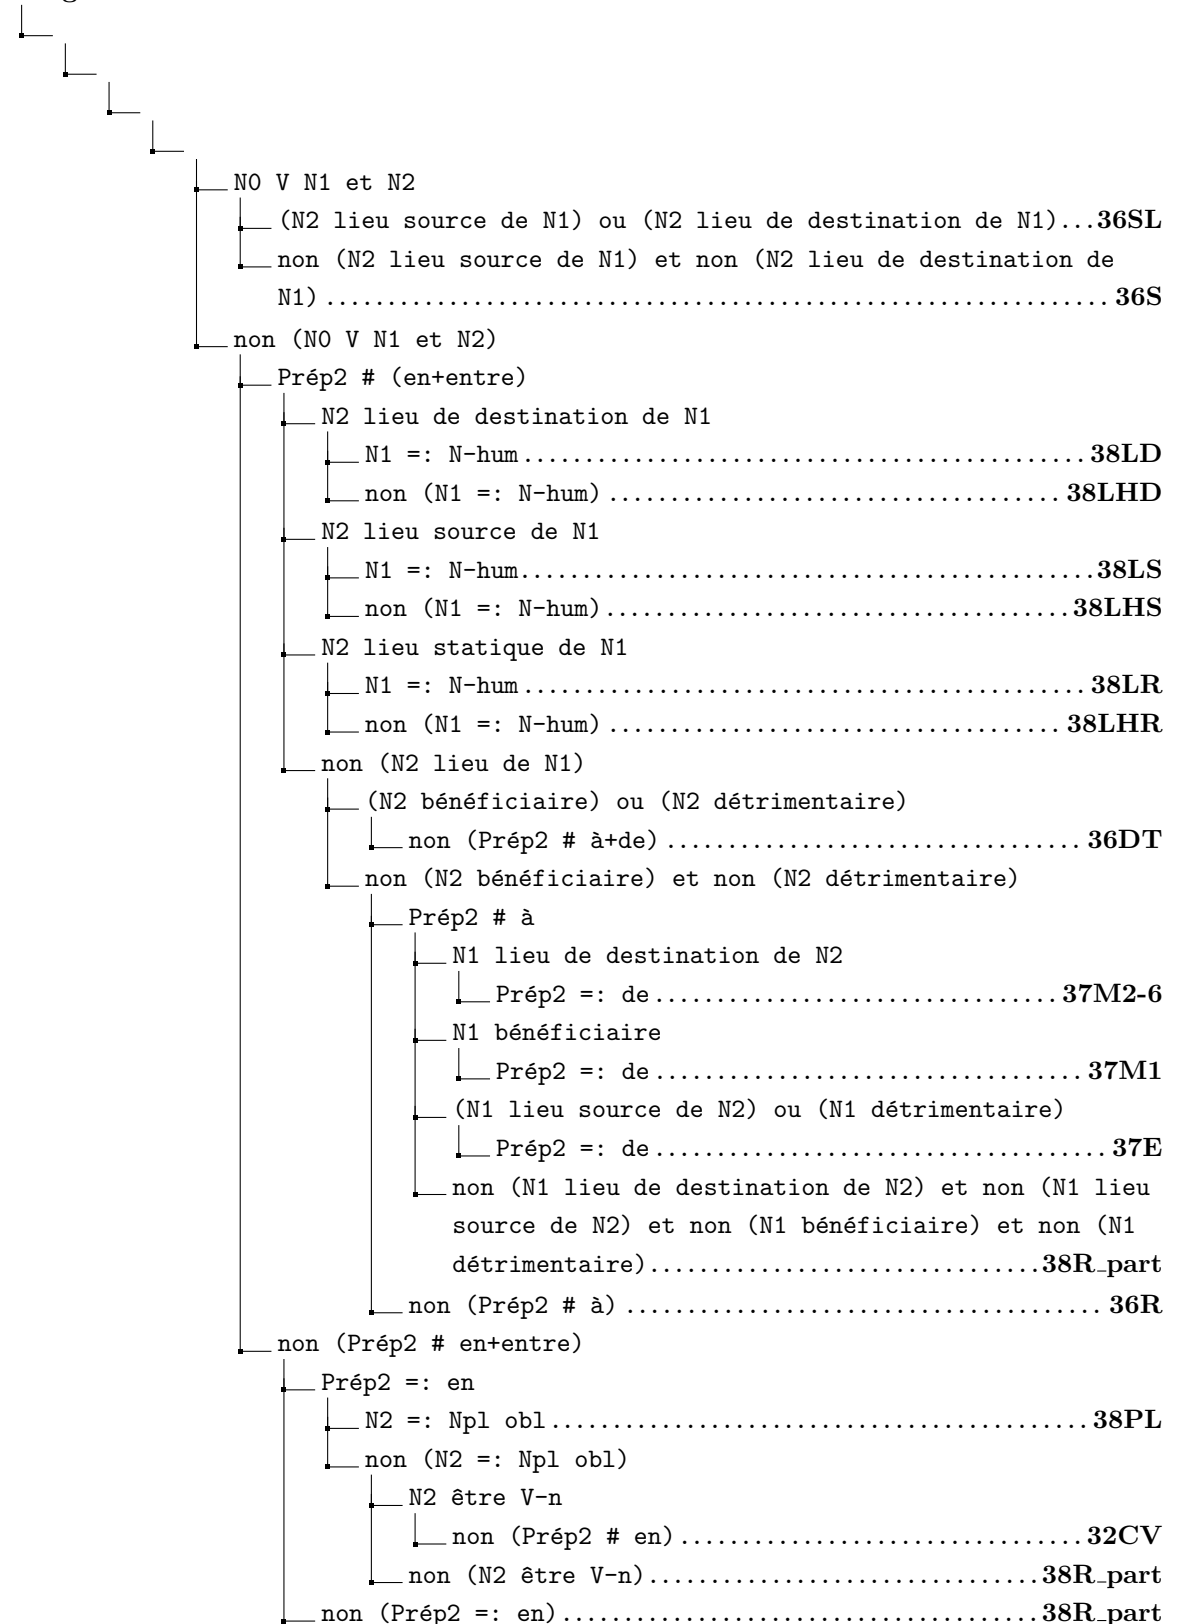 N0 V N1 et N2
(N2 lieu source de N1) ou (N2 lieu de destination de N1)...36SL
non (N2 lieu source de N1) et non (N2 lieu de destination de
N1)...36S
non (N0 V N1 et N2)
Prép2 # (en+entre)
N2 lieu de destination de N1
N1 =: N-hum...38LD
non (N1 =: N-hum)...38LHD
N2 lieu source de N1
N1 =: N-hum...38LS
non (N1 =: N-hum)...38LHS
N2 lieu statique de N1
N1 =: N-hum...38LR
non (N1 =: N-hum)...38LHR
non (N2 lieu de N1)
(N2 bénéficiaire) ou (N2 détrimentaire)
non (Prép2 # à+de)...36DT
non (N2 bénéficiaire) et non (N2 détrimentaire)
Prép2 # à
N1 lieu de destination de N2
Prép2 =: de...37M2-6
N1 bénéficiaire
Prép2 =: de...37M1
(N1 lieu source de N2) ou (N1 détrimentaire)
Prép2 =: de...37E
non (N1 lieu de destination de N2) et non (N1 lieu
source de N2) et non (N1 bénéficiaire) et non (N1
détrimentaire)...38R_part
non (Prép2 # à)...36R
non (Prép2 # en+entre)
Prép2 =: en
N2 =: Npl obl...38PL
non (N2 =: Npl obl)
N2 être V-n
non (Prép2 # en)...32CV
non (N2 être V-n)...38R_part
non (Prép2 =: en)...38R_part